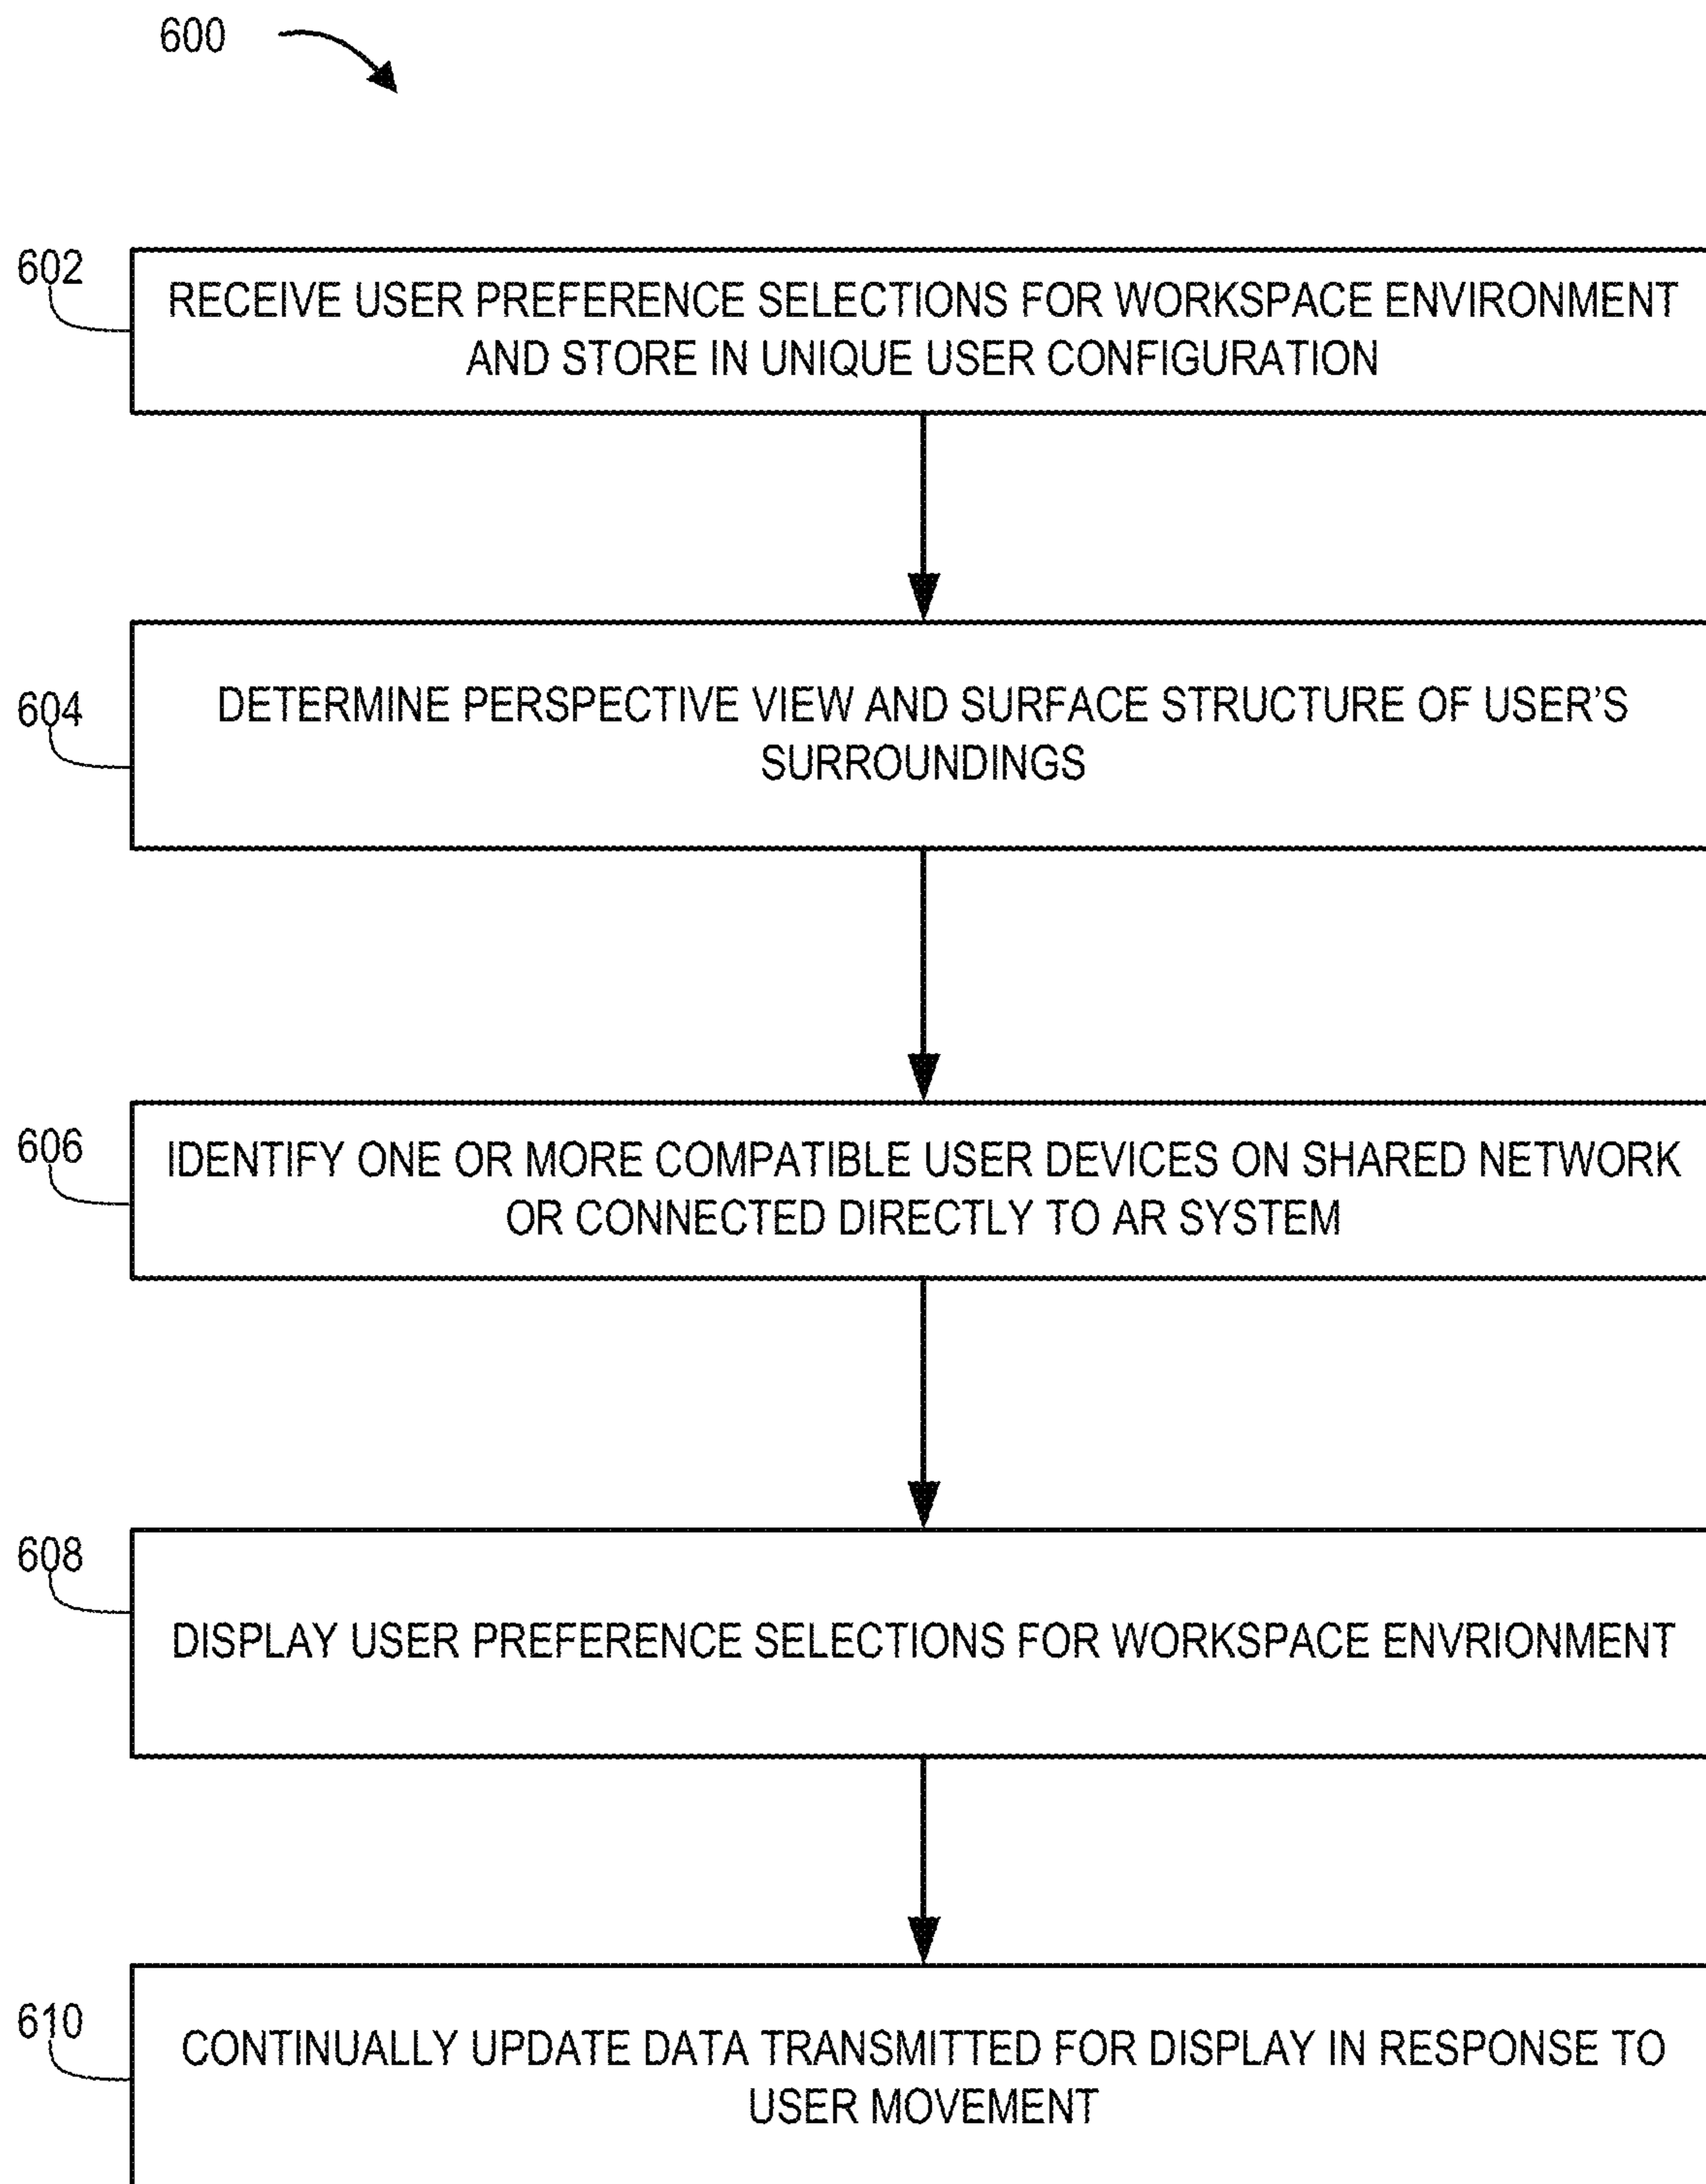 600
602
RECEIVE USER PREFERENCE SELECTIONS FOR WORKSPACE ENVIRONMENT
AND STORE IN UNIQUE USER CONFIGURATION
604
DETERMINE PERSPECTIVE VIEW AND SURFACE STRUCTURE OF USER'S
SURROUNDINGS
606
IDENTIFY ONE OR MORE COMPATIBLE USER DEVICES ON SHARED NETWORK
OR CONNECTED DIRECTLY TO AR SYSTEM
608
DISPLAY USER PREFERENCE SELECTIONS FOR WORKSPACE ENVRIONMENT
610
CONTINUALLY UPDATE DATA TRANSMITTED FOR DISPLAY IN RESPONSE TO
USER MOVEMENT